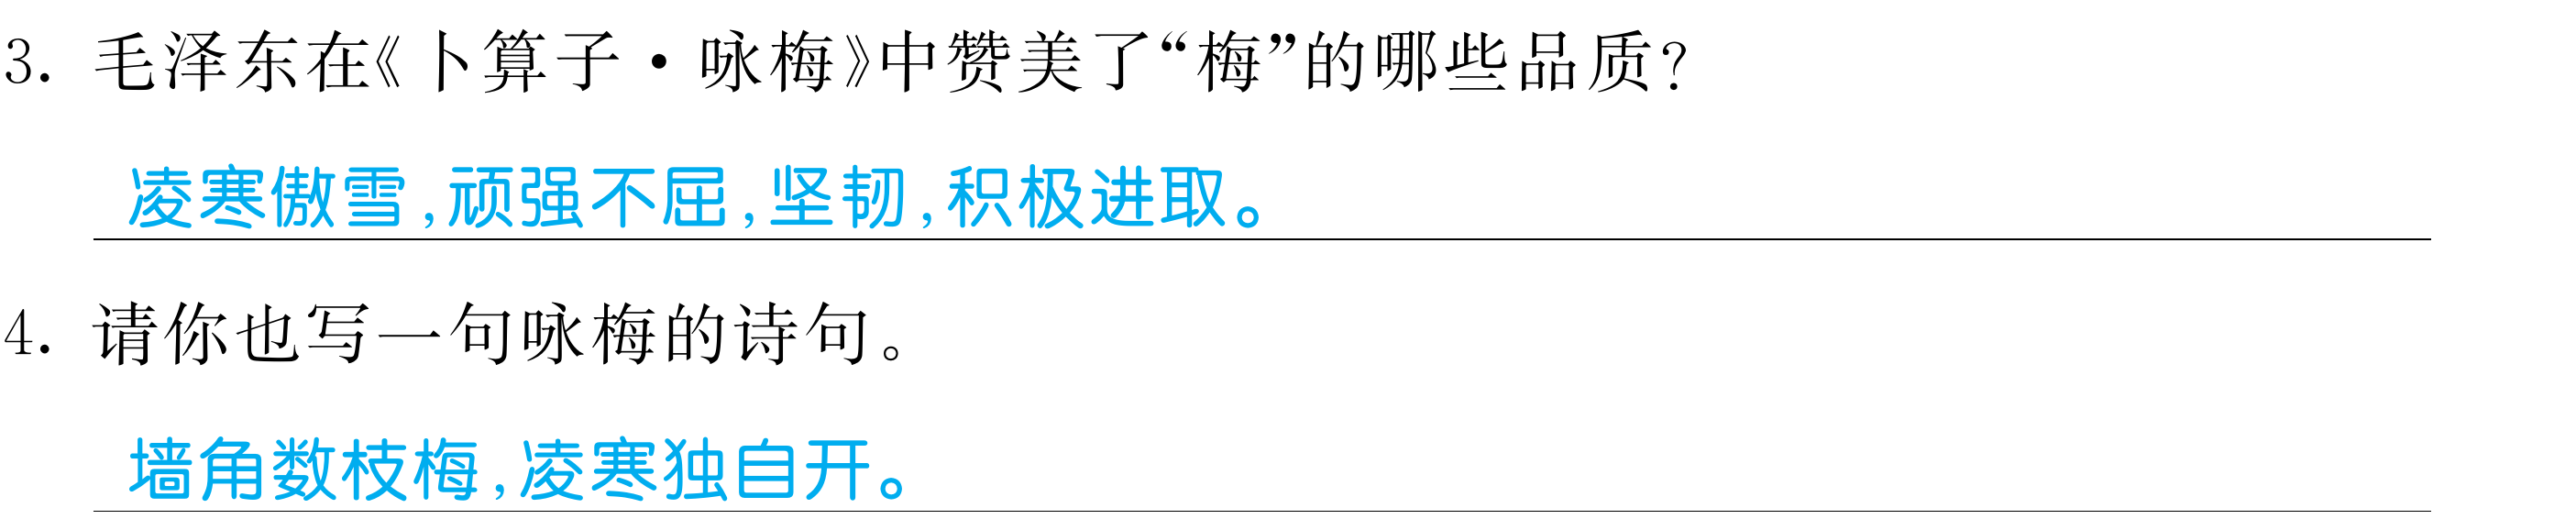 3. 毛泽东在《卜算子·咏梅》中赞美了“梅”的哪些品质?
凌寒傲雪,顽强不屈,坚韧,积极进取。
4. 请你也写一句咏梅的诗句。
墙角数枝梅,凌寒独自开。